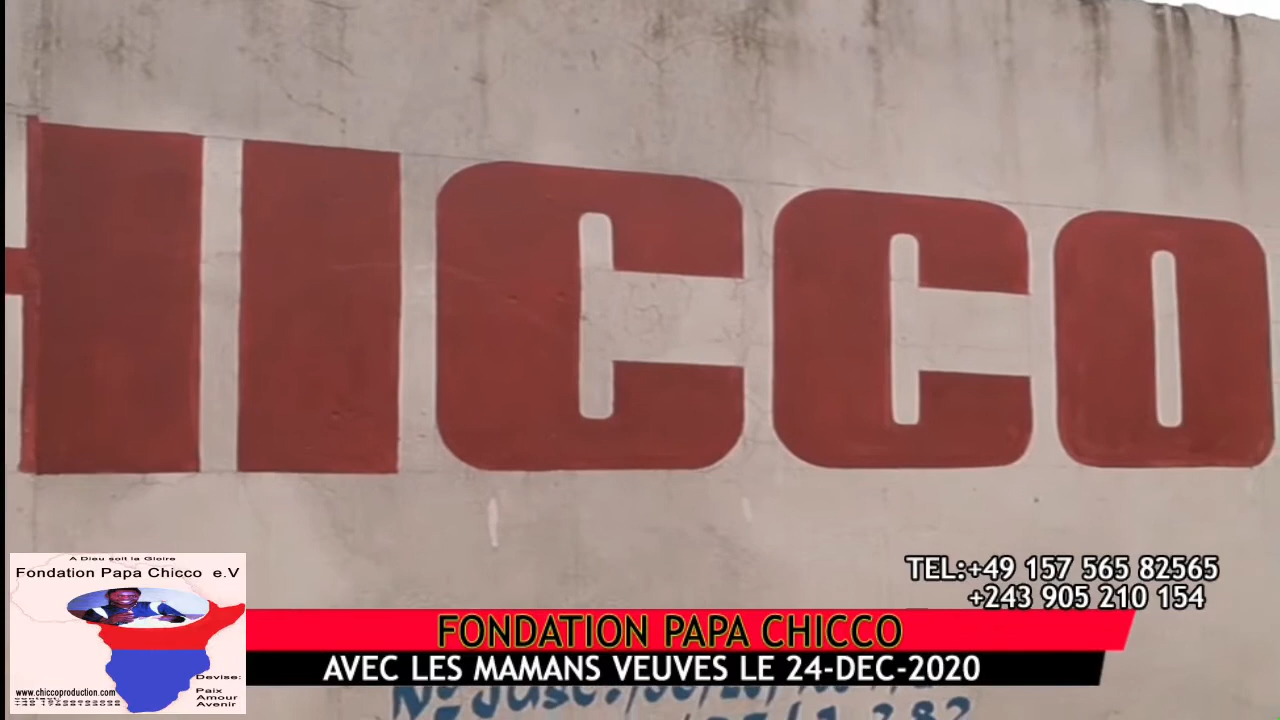 HICCO
A Dieu soit la Gloire
Fondation Papa Chicco e.V
Devise:
Paix
Amour
Avenir
www.chiccoproduction.com
TEL:+49 157 565 82565
+243 905 210 154
FONDATION PAPA CHICCO
AVEC LES MAMANS VEUVES LE 24-DEC-2020